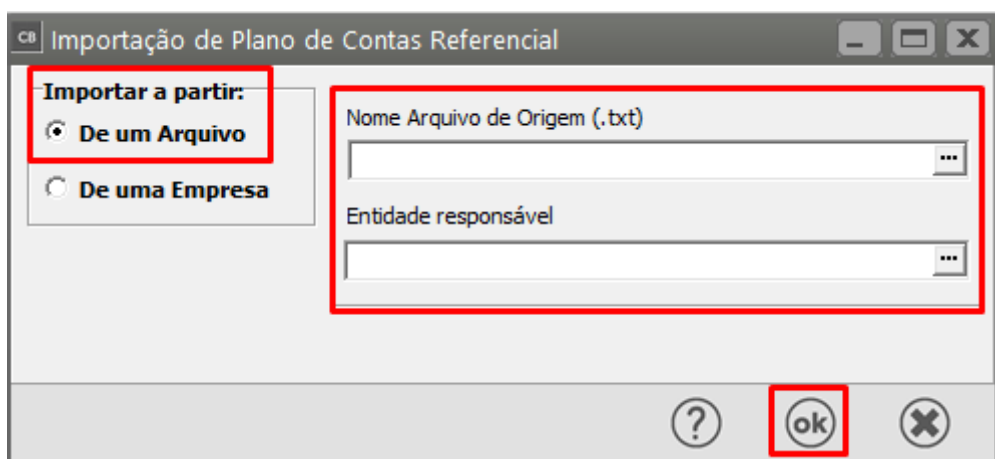 CB Importação de Plano de Contas Referencial
Importar a partir:
De um Arquivo
De uma Empresa
Nome Arquivo de Origem (.txt)
...
Entidade responsável
...
? ok